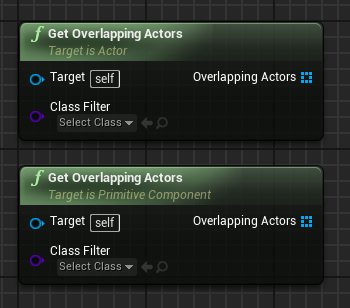 f Get Overlapping Actors
Target is Actor
Target self Overlapping Actors
Class Filter
Select Class
f Get Overlapping Actors
Target is Primitive Component
Target self Overlapping Actors
Class Filter
Select Class